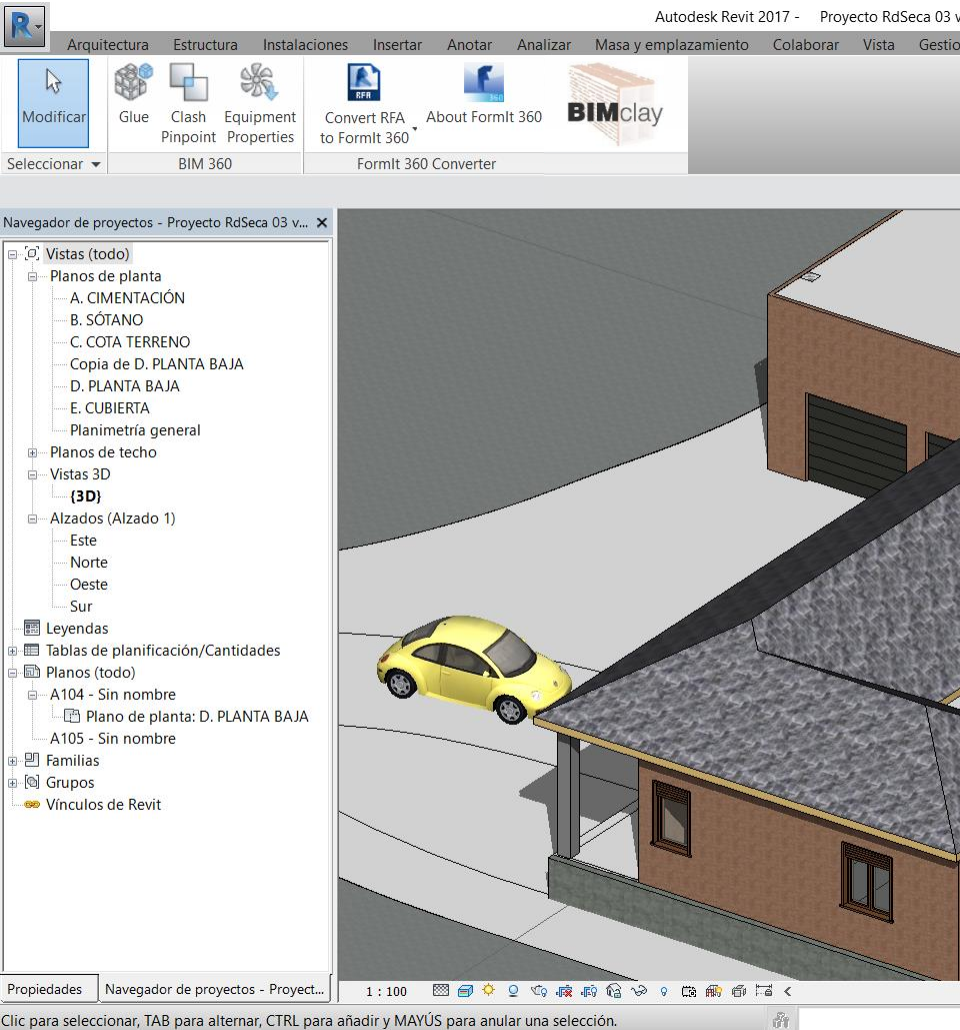 Autodesk Revit 2017 - Proyecto RdSeca 03 v
Arquitectura Estructura Instalaciones Insertar Anotar Analizar Masa y emplazamiento Colaborar Vista Gestio
Modificar
Glue
Clash
Pinpoint
Equipment
Properties
Convert RFA
to FormIt 360
About FormIt 360
BIMclay
Seleccionar
BIM 360
FormIt 360 Converter
Navegador de proyectos - Proyecto RdSeca 03 v...
Vistas (todo)
Planos de planta
A. CIMENTACIÓN
B. SÓTANO
C. COTA TERRENO
Copia de D. PLANTA BAJA
D. PLANTA BAJA
E. CUBIERTA
Planimetría general
Planos de techo
Vistas 3D
{3D}
Alzados (Alzado 1)
Este
Norte
Oeste
Sur
Leyendas
Tablas de planificación/Cantidades
Planos (todo)
A104 - Sin nombre
Plano de planta: D. PLANTA BAJA
A105 - Sin nombre
Familias
Grupos
Vínculos de Revit
Propiedades
Navegador de proyectos - Proyect...
1 : 100
Clic para seleccionar, TAB para alternar, CTRL para añadir y MAYÚS para anular una selección.